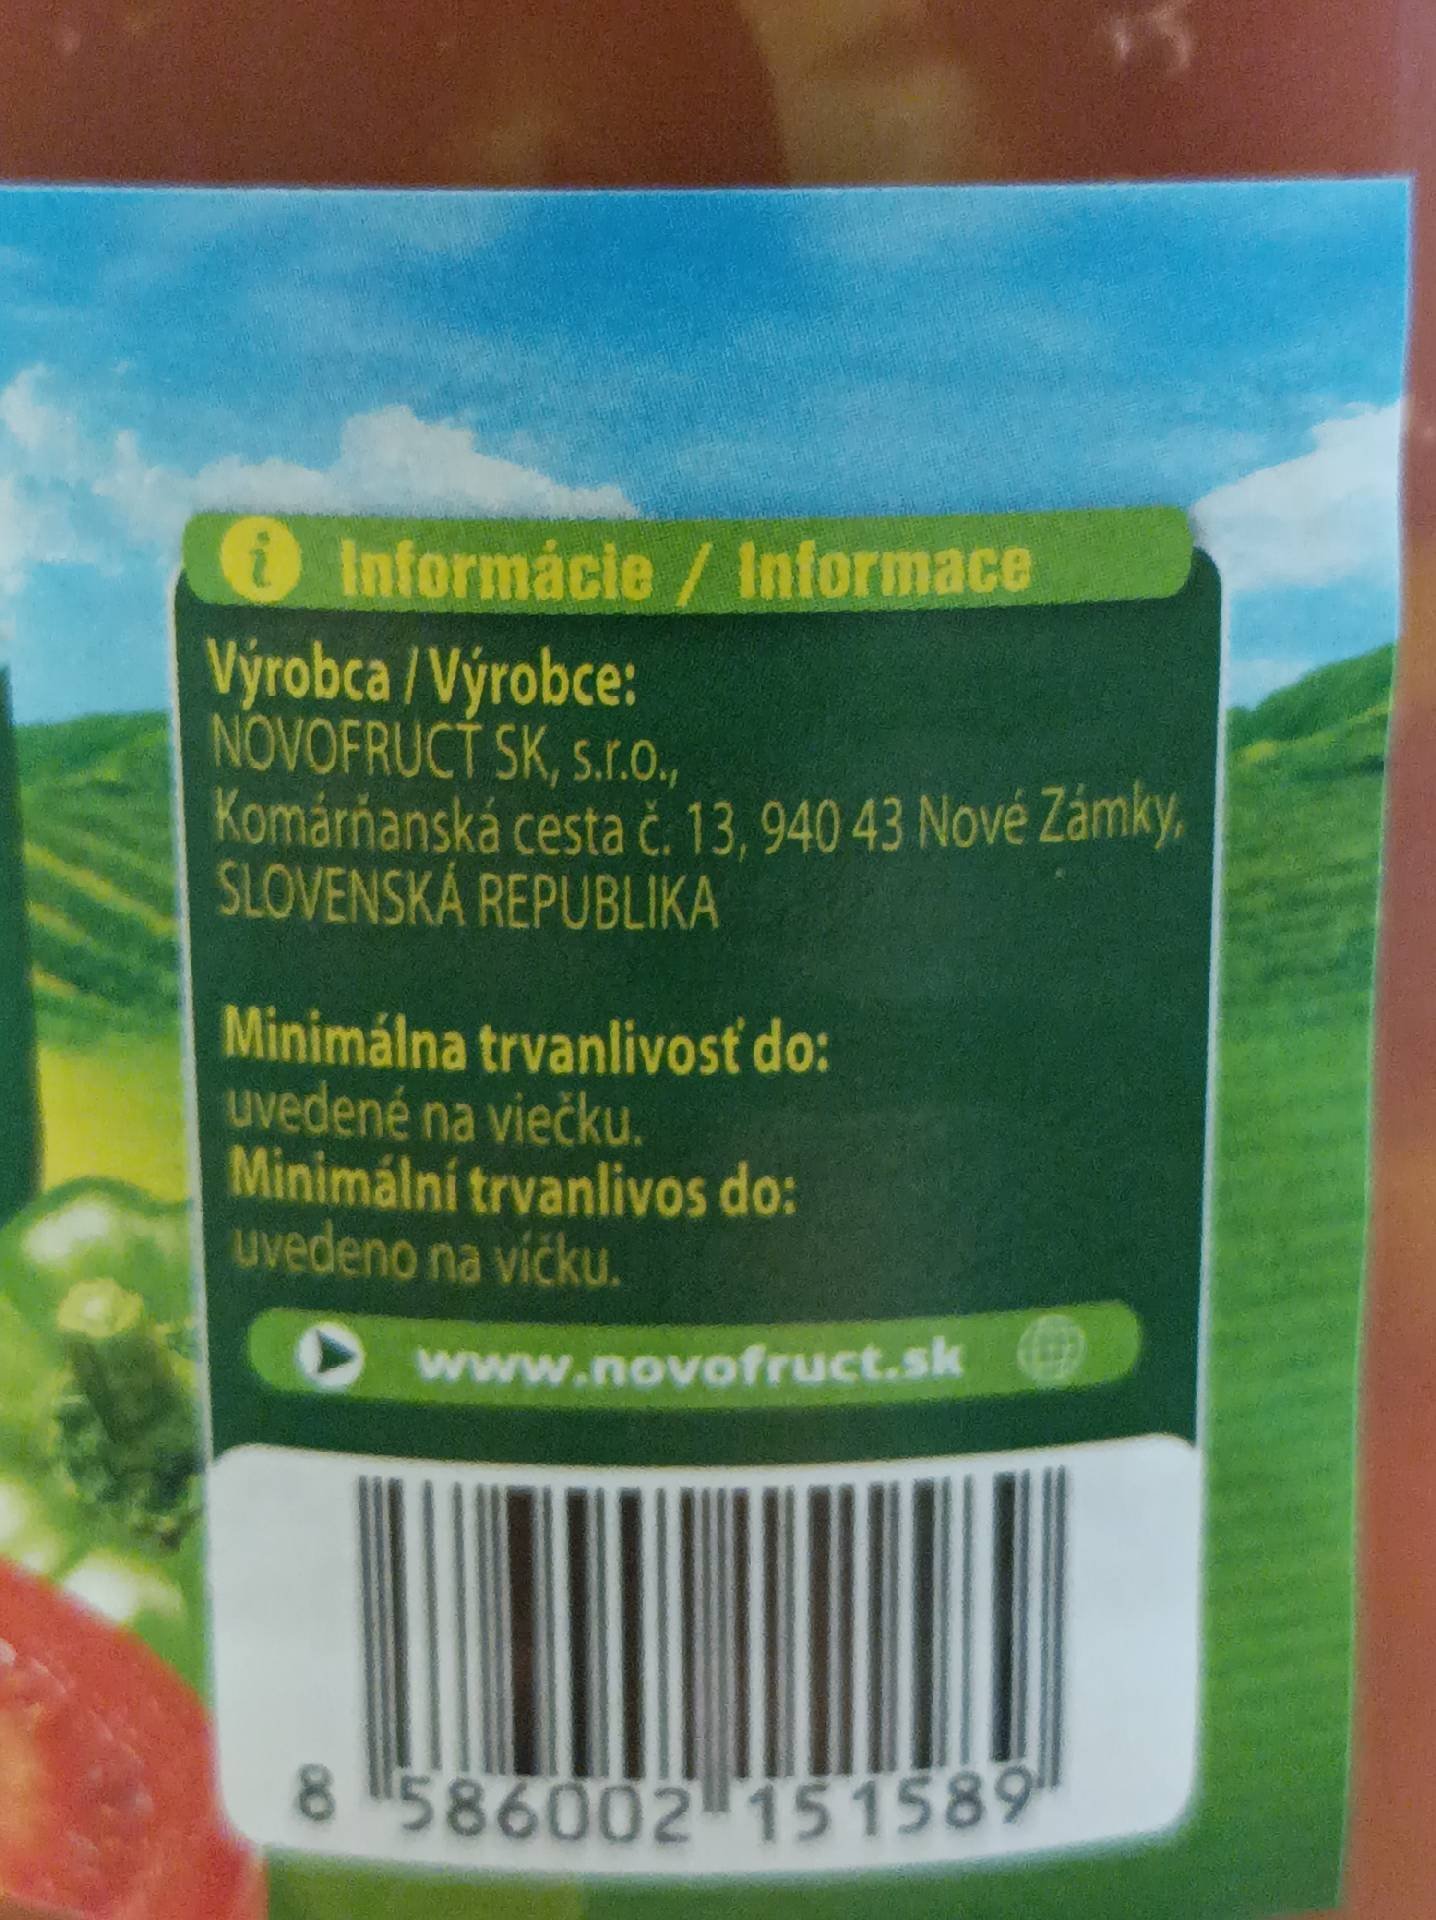 i Informácie / Informace
Výrobca / Výrobce:
NOVOFRUCT SK, s.r.o.,
Komárňanská cesta č. 13, 940 43 Nové Zámky,
SLOVENSKÁ REPUBLIKA
Minimálna trvanlivosť do:
uvedené na viečku.
Minimální trvanlivos do:
uvedeno na víčku.
www.novofruct.sk
8 586002 151589